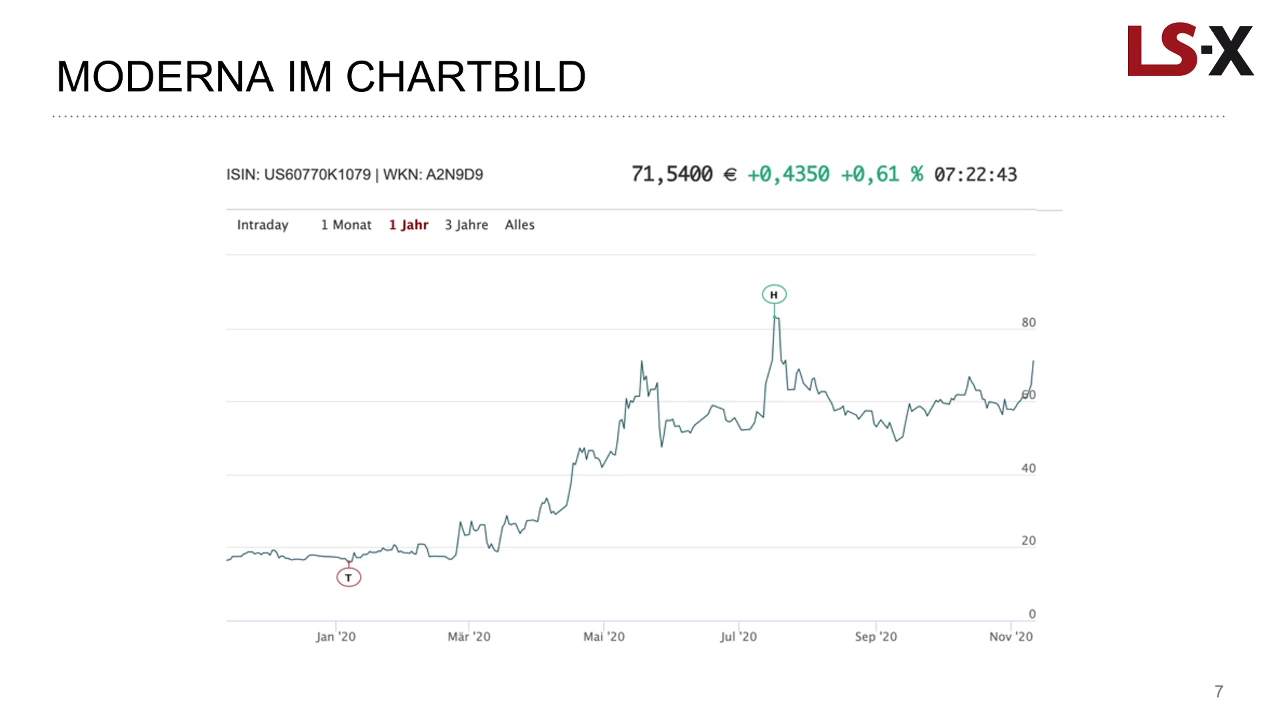 LS-X
MODERNA IM CHARTBILD
ISIN: US60770K1079 | WKN: A2N9D9
71,5400 € +0,4350 +0,61 % 07:22:43
Intraday 1 Monat 1 Jahr 3 Jahre Alles
H
80
60
40
20
T
0
Jan '20 Mär '20 Mai '20 Jul '20 Sep '20 Nov '20
7